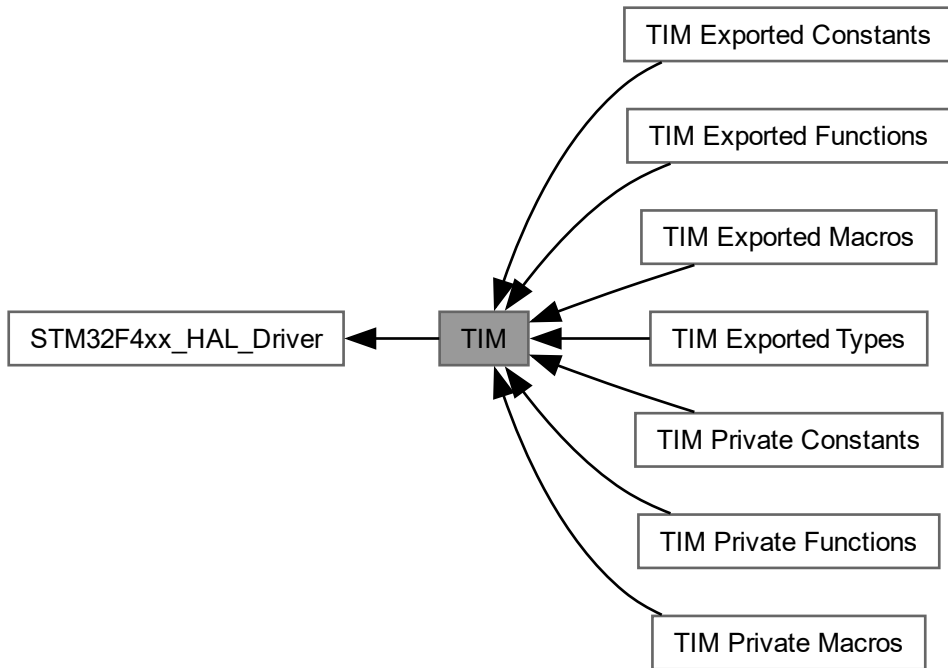 TIM Exported Constants
TIM Exported Functions
TIM Exported Macros
STM32F4xx_HAL_Driver
TIM
TIM Exported Types
TIM Private Constants
TIM Private Functions
TIM Private Macros